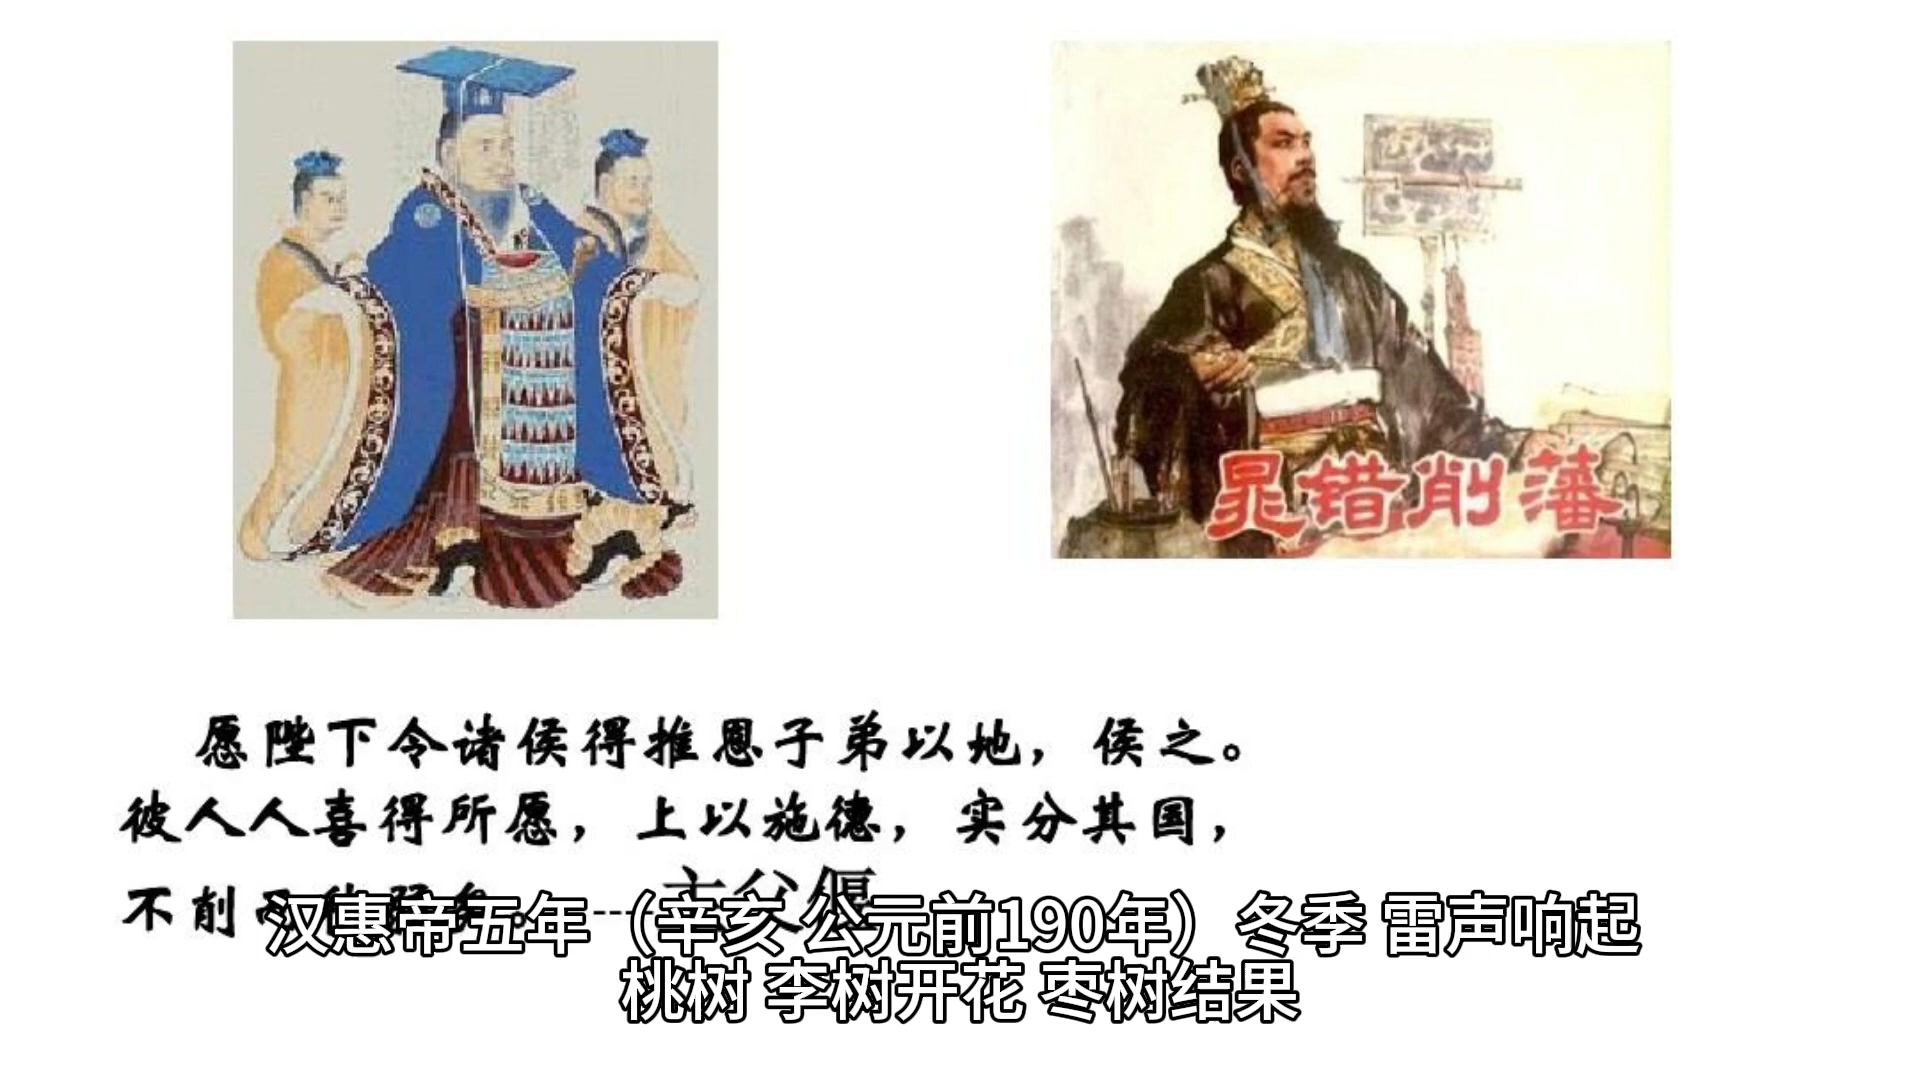 晁错削藩
愿陛下令诸侯得推恩子弟以地，侯之。
彼人人喜得所愿，上以施德，实分其国，
不削
汉惠帝五年（辛亥 公元前190年）冬季 雷声响起
桃树 李树开花 枣树结果